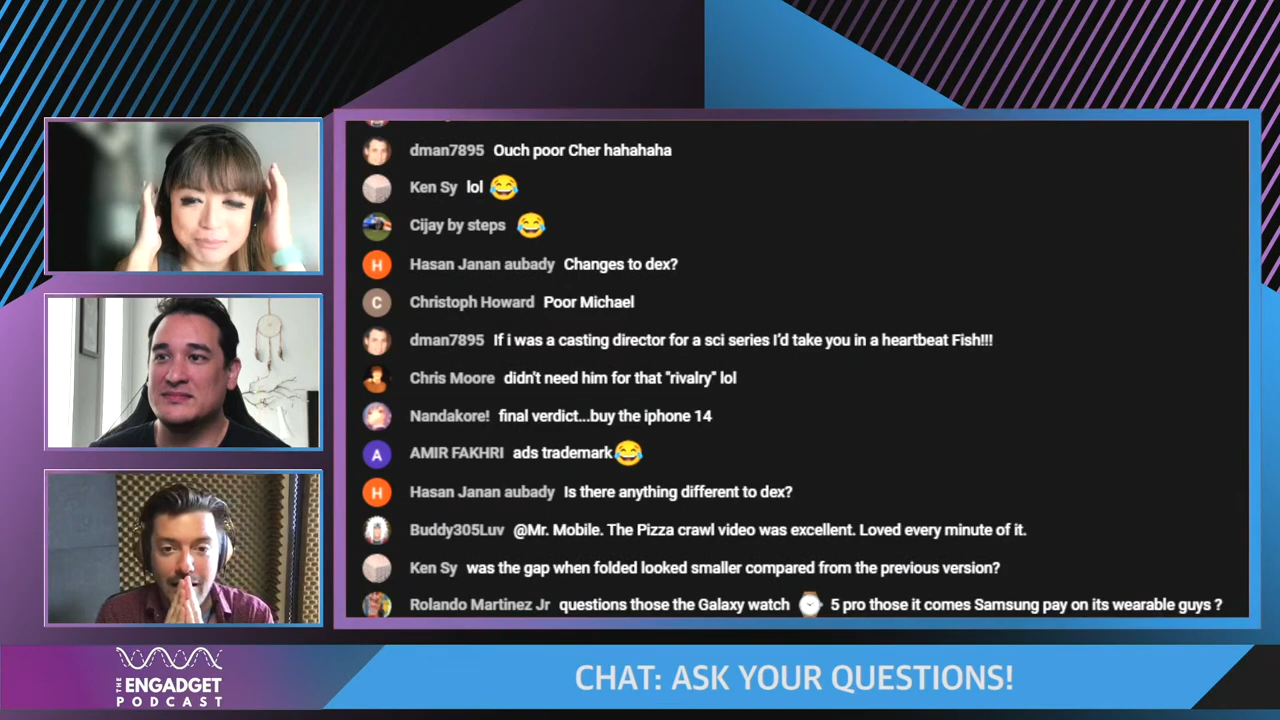 dman7895 Ouch poor Cher hahahaha
Ken Sy lol 😂
Cijay by steps 😂
H Hasan Janan aubady Changes to dex?
C Christoph Howard Poor Michael
dman7895 If i was a casting director for a sci series I'd take you in a heartbeat Fish!!!
Chris Moore didn't need him for that "rivalry" lol
Nandakore! final verdict...buy the iphone 14
A AMIR FAKHRI ads trademark😂
H Hasan Janan aubady Is there anything different to dex?
Buddy305Luv @Mr. Mobile. The Pizza crawl video was excellent. Loved every minute of it.
Ken Sy was the gap when folded looked smaller compared from the previous version?
Rolando Martinez Jr questions those the Galaxy watch ⌚ 5 pro those it comes Samsung pay on its wearable guys ?
THE ENGADGET
PODCAST
CHAT: ASK YOUR QUESTIONS!